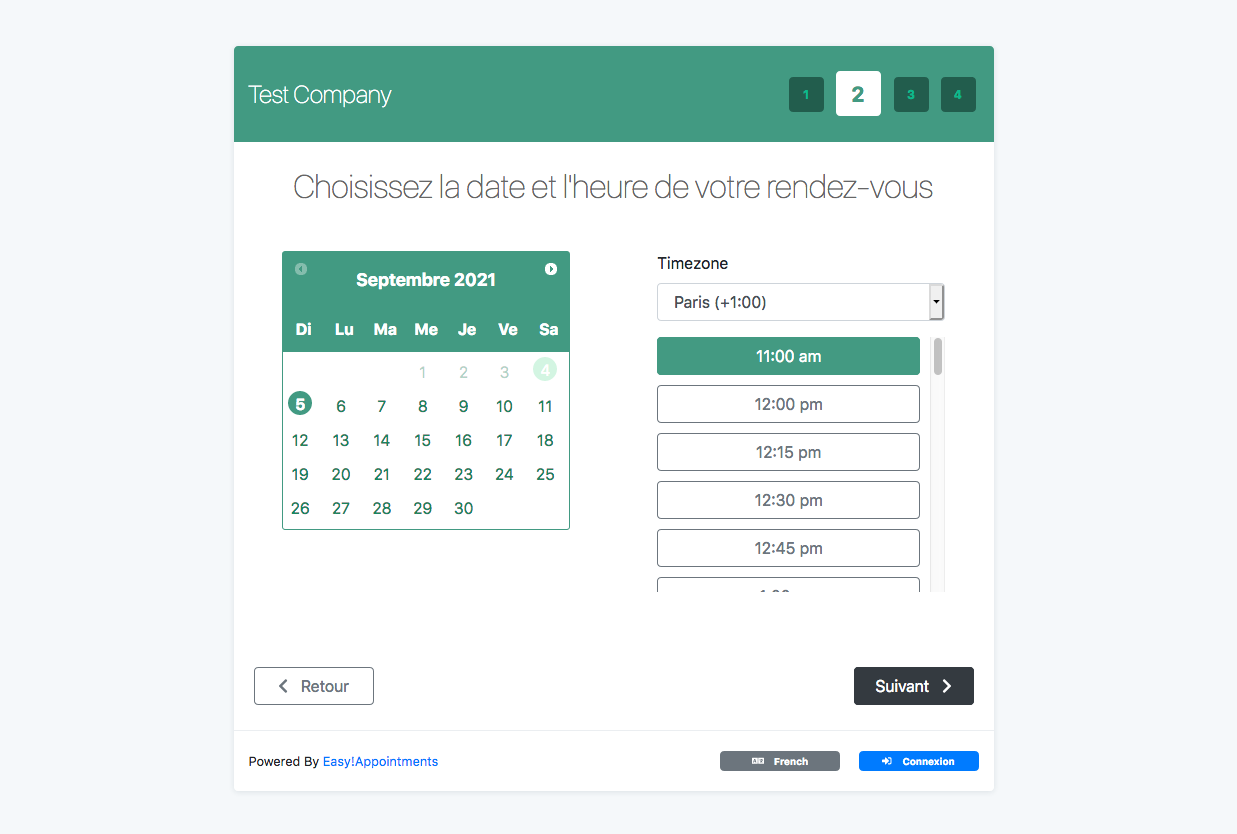 Test Company
1 2 3 4
Choisissez la date et l'heure de votre rendez-vous
Septembre 2021
Di Lu Ma Me Je Ve Sa
1 2 3 4
5 6 7 8 9 10 11
12 13 14 15 16 17 18
19 20 21 22 23 24 25
26 27 28 29 30
Timezone
Paris (+1:00)
11:00 am
12:00 pm
12:15 pm
12:30 pm
12:45 pm
Retour
Suivant
Powered By Easy!Appointments
French
Connexion